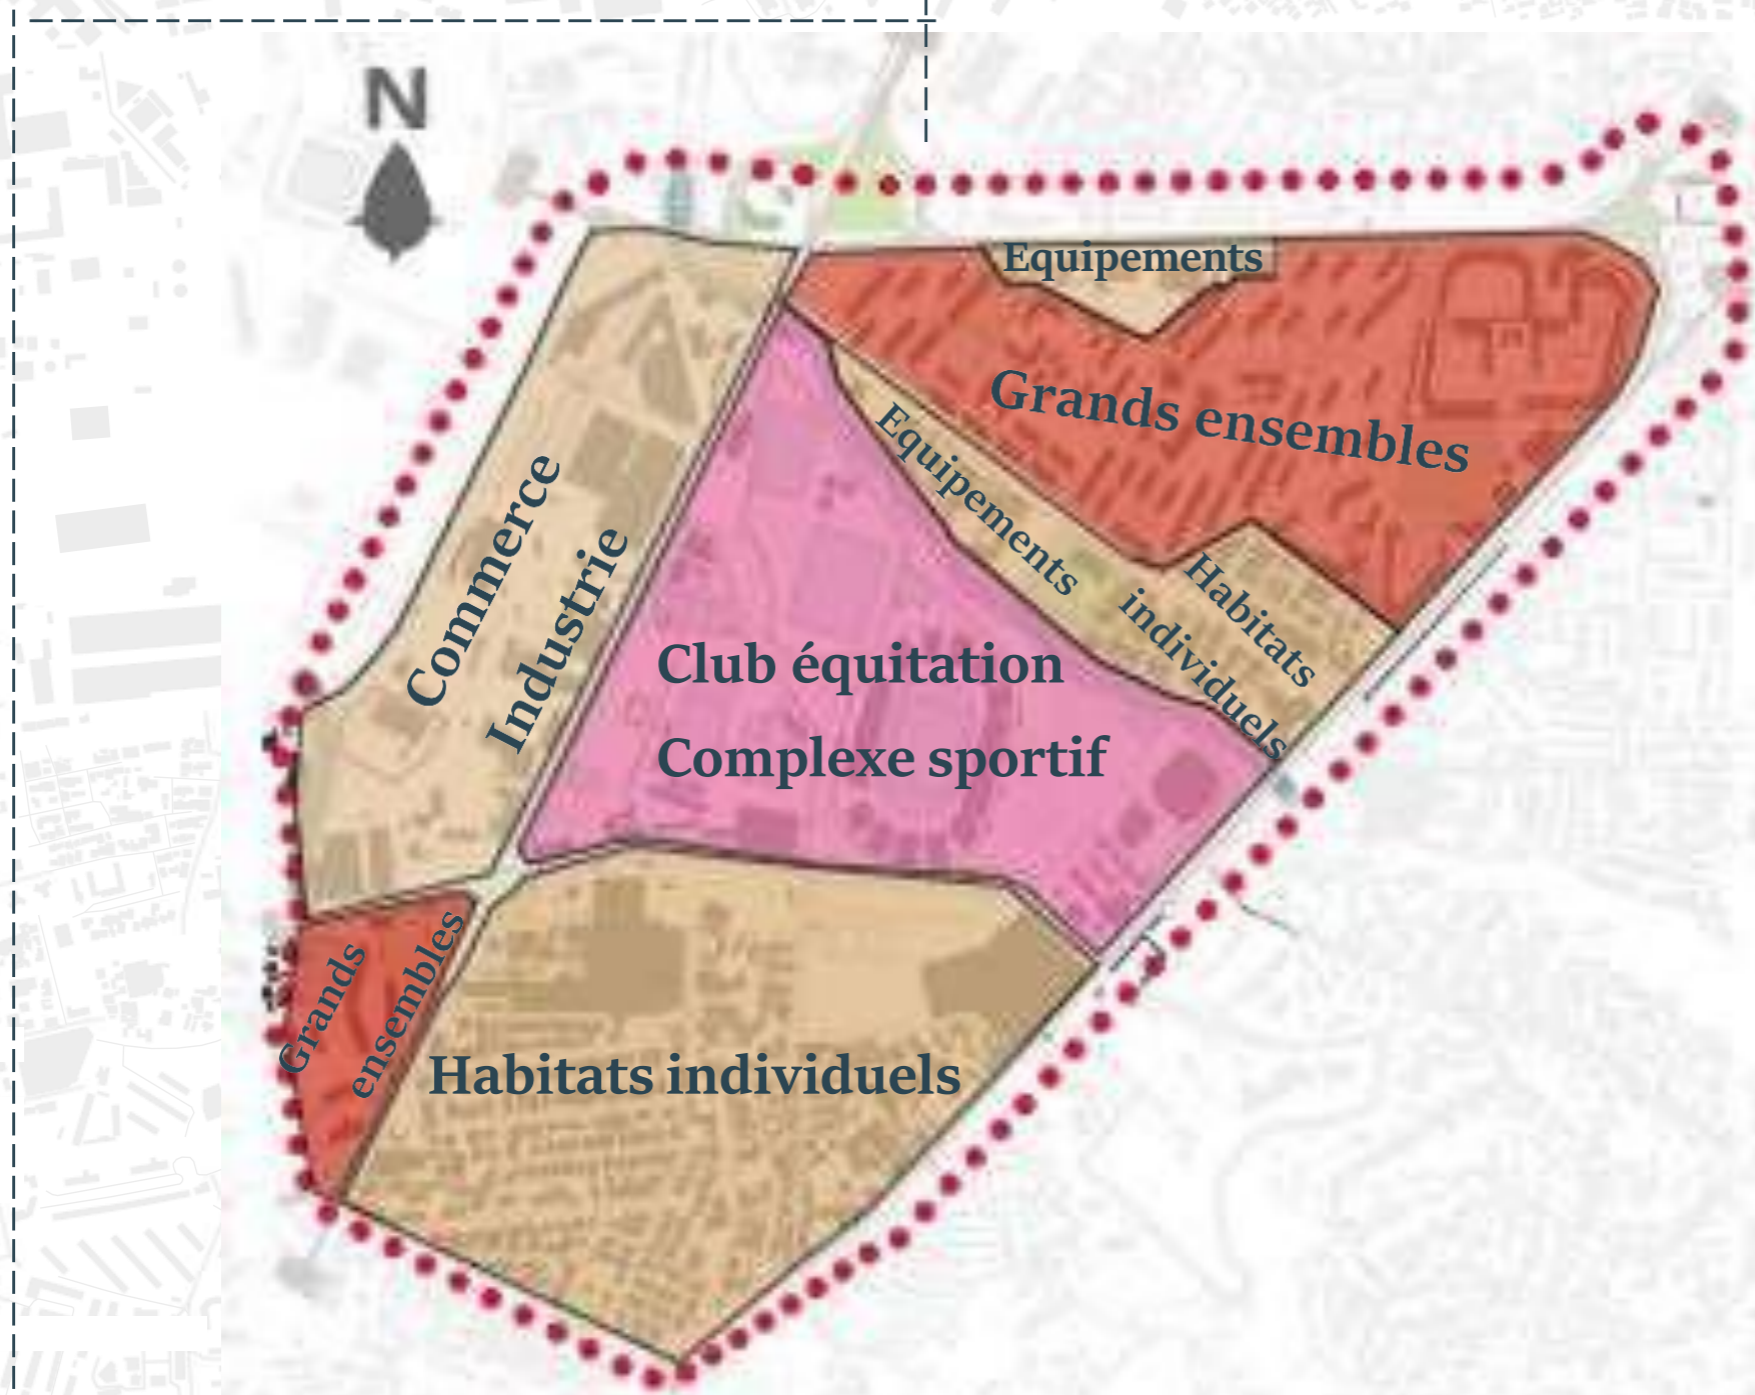 N
Equipements
Grands ensembles
Equipements
Habitats
individuels
Commerce
Industrie
Club équitation
Complexe sportif
Grands
ensembles
Habitats individuels